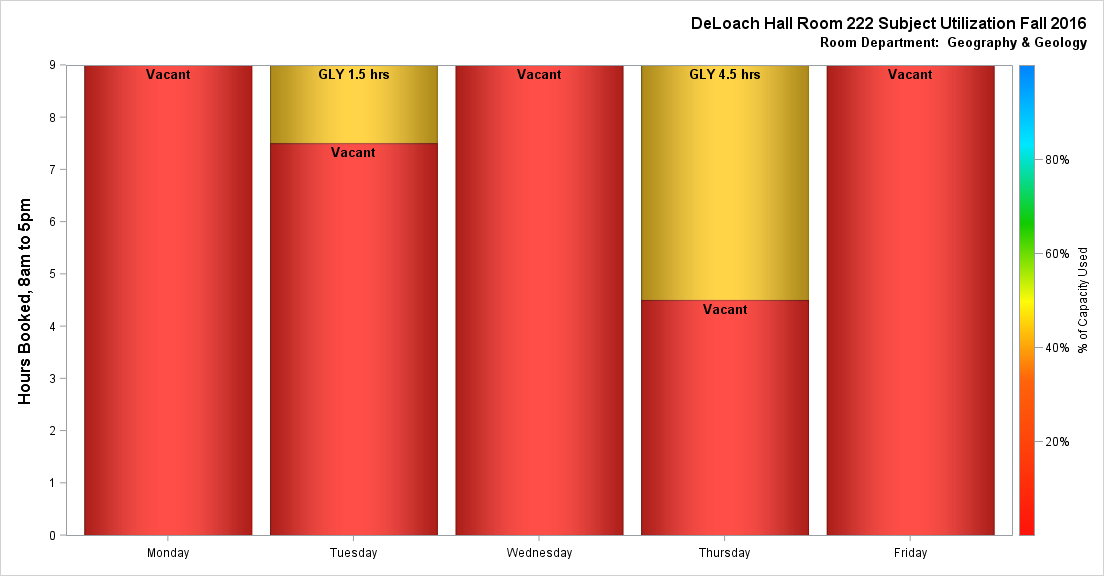 DeLoach Hall Room 222 Subject Utilization Fall 2016
Room Department:  Geography & Geology
Hours Booked, 8am to 5pm
9
8
7
6
5
4
3
2
1
0
Vacant
GLY 1.5 hrs
Vacant
Vacant
GLY 4.5 hrs
Vacant
Vacant
Monday
Tuesday
Wednesday
Thursday
Friday
80%
60%
40%
20%
% of Capacity Used